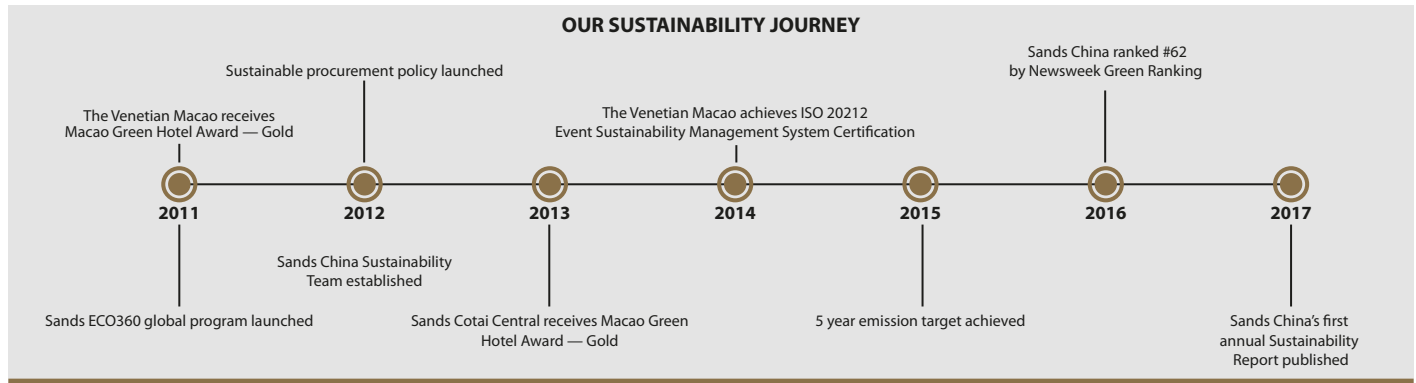 OUR SUSTAINABILITY JOURNEY
Sands China ranked #62
by Newsweek Green Ranking
Sustainable procurement policy launched
The Venetian Macao receives
Macao Green Hotel Award — Gold
The Venetian Macao achieves ISO 20212
Event Sustainability Management System Certification
2011
2012
2013
2014
2015
2016
2017
Sands China Sustainability
Team established
Sands ECO360 global program launched
Sands Cotai Central receives Macao Green
Hotel Award — Gold
5 year emission target achieved
Sands China’s first
annual Sustainability
Report published